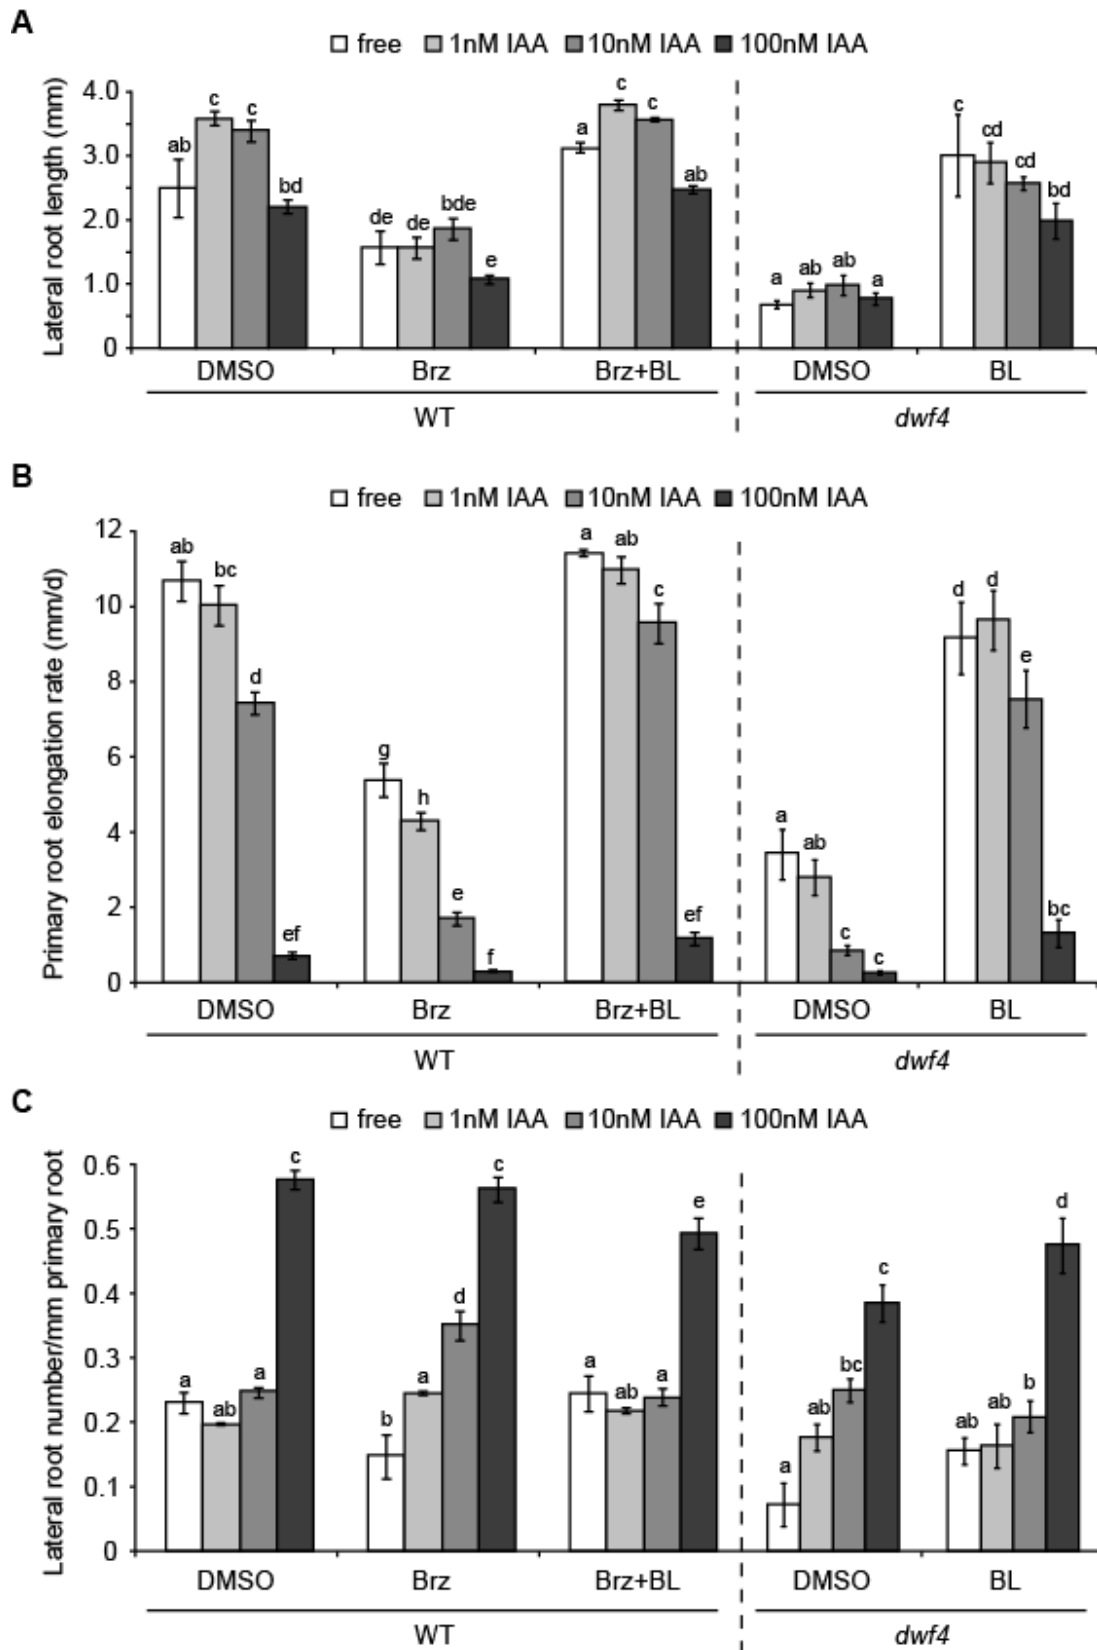 A
free 1nM IAA 10nM IAA 100nM IAA
Lateral root length (mm)
4.0
3.0
2.0
1.0
0
ab c c bd
de de bde e
a c c ab
a ab ab a
c cd cd bd
DMSO Brz Brz+BL DMSO BL
WT dwf4
B
free 1nM IAA 10nM IAA 100nM IAA
Primary root elongation rate (mm/d)
12
10
8
6
4
2
0
ab bc d ef
g h e f
a ab c ef
a ab c c
d d e bc
DMSO Brz Brz+BL DMSO BL
WT dwf4
C
free 1nM IAA 10nM IAA 100nM IAA
Lateral root number/mm primary root
0.6
0.5
0.4
0.3
0.2
0.1
0
a ab a c
b a d c
a ab a e
a ab bc c
ab ab b d
DMSO Brz Brz+BL DMSO BL
WT dwf4